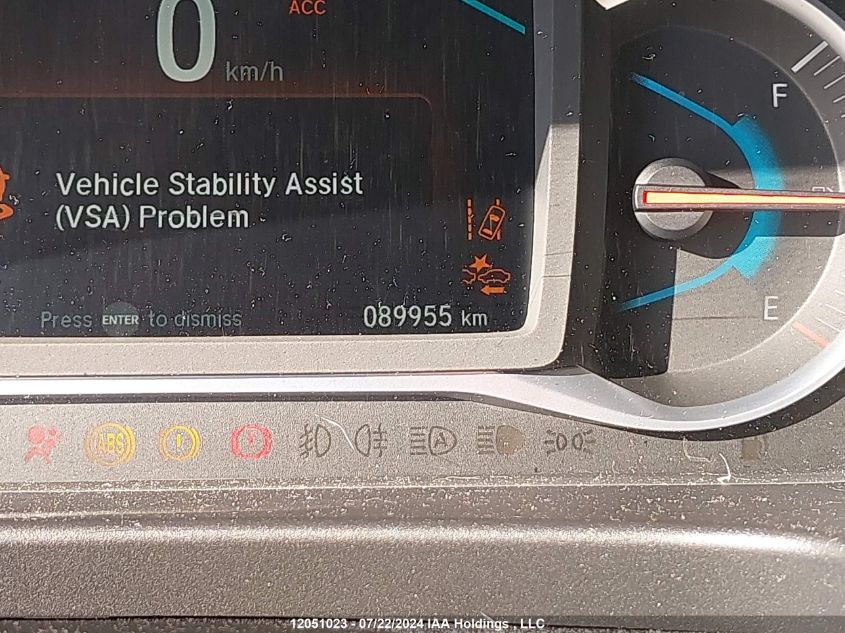 0
ACC
km/h
F
Vehicle Stability Assist
(VSA) Problem
E
Press ENTER to dismiss
089955 km
ABS
A
12051023 - 07/22/2024 IAA Holdings , LLC